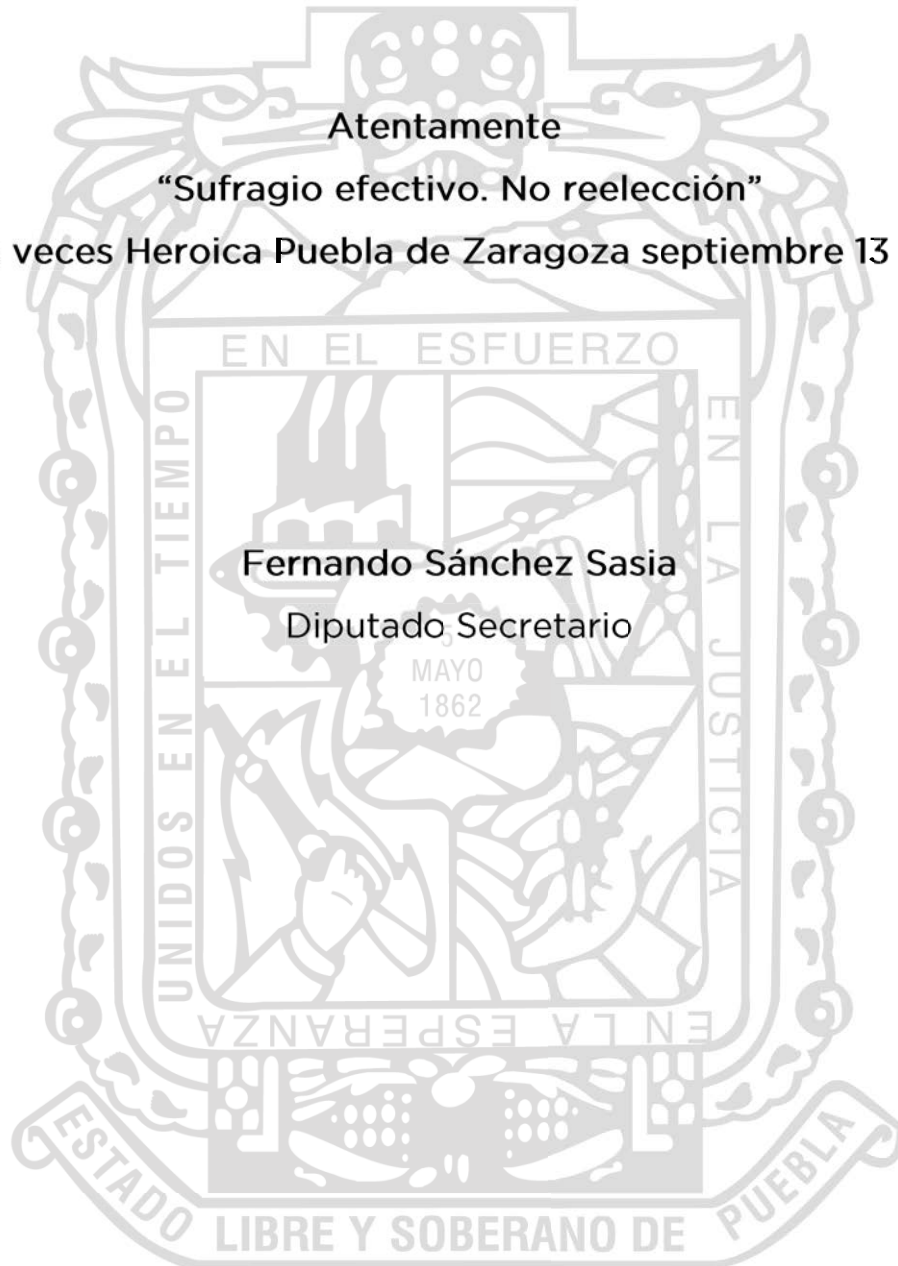 Atentamente
“Sufragio efectivo. No reelección”
veces Heroica Puebla de Zaragoza septiembre 13
EN EL ESFUERZO
UNIDOS EN EL TIEMPO
EN LA JUSTICIA
Fernando Sánchez Sasia
Diputado Secretario
5
MAYO
1862
EN LA ESPERANZA
ESTADO LIBRE Y SOBERANO DE PUEBLA